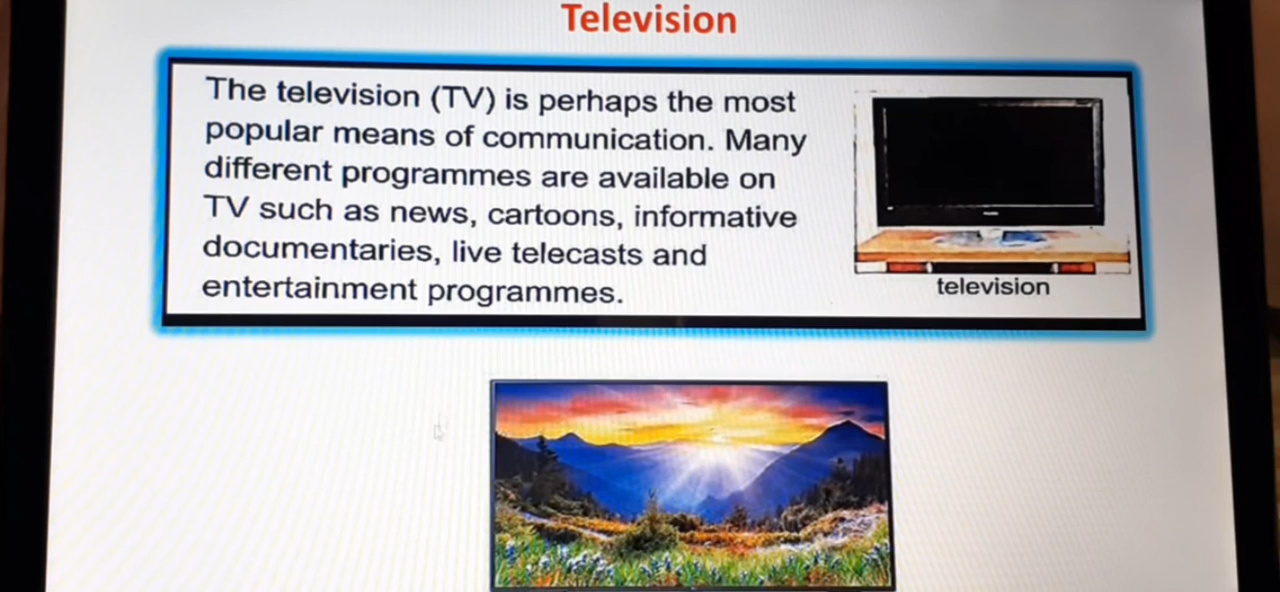 Television
The television (TV) is perhaps the most
popular means of communication. Many
different programmes are available on
TV such as news, cartoons, informative
documentaries, live telecasts and
entertainment programmes.
television